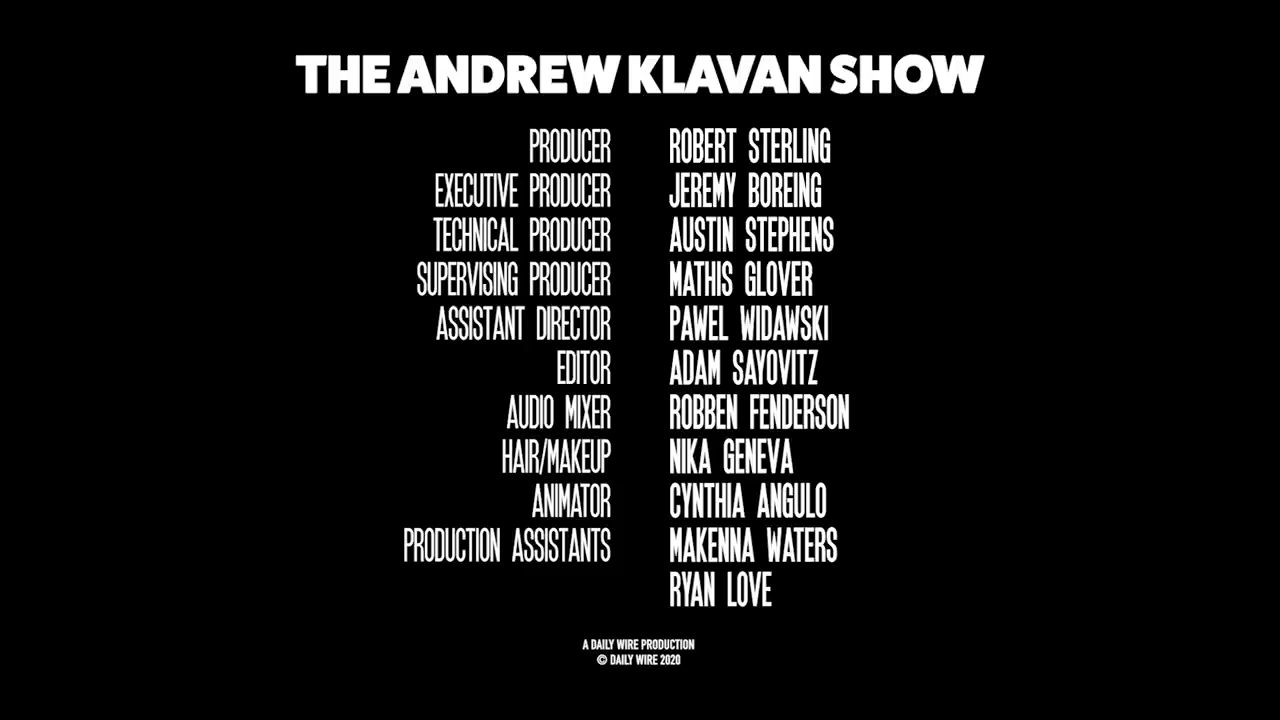 THE ANDREW KLAVAN SHOW
PRODUCER ROBERT STERLING
EXECUTIVE PRODUCER JEREMY BOREING
TECHNICAL PRODUCER AUSTIN STEPHENS
SUPERVISING PRODUCER MATHIS GLOVER
ASSISTANT DIRECTOR PAWEL WIDAWSKI
EDITOR ADAM SAYOVITZ
AUDIO MIXER ROBBEN FENDERSON
HAIR/MAKEUP NIKA GENEVA
ANIMATOR CYNTHIA ANGULO
PRODUCTION ASSISTANTS MAKENNA WATERS
RYAN LOVE
A DAILY WIRE PRODUCTION
© DAILY WIRE 2020